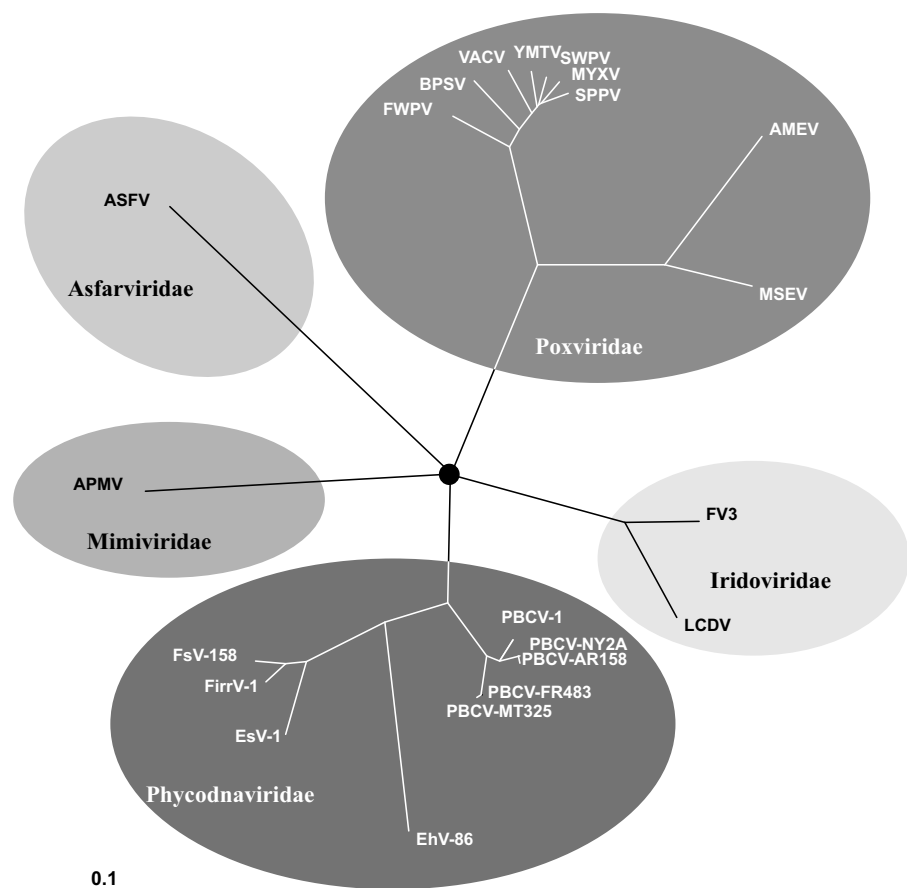 YMTV
VACV
SWPV
MYXV
BPSV
SPPV
FWPV
AMEV
ASFV
Asfarviridae
MSEV
Poxviridae
APMV
Mimiviridae
FV3
Iridoviridae
LCDV
PBCV-1
PBCV-NY2A
PBCV-AR158
FsV-158
FirrV-1
PBCV-FR483
PBCV-MT325
EsV-1
Phycodnaviridae
EhV-86
0.1